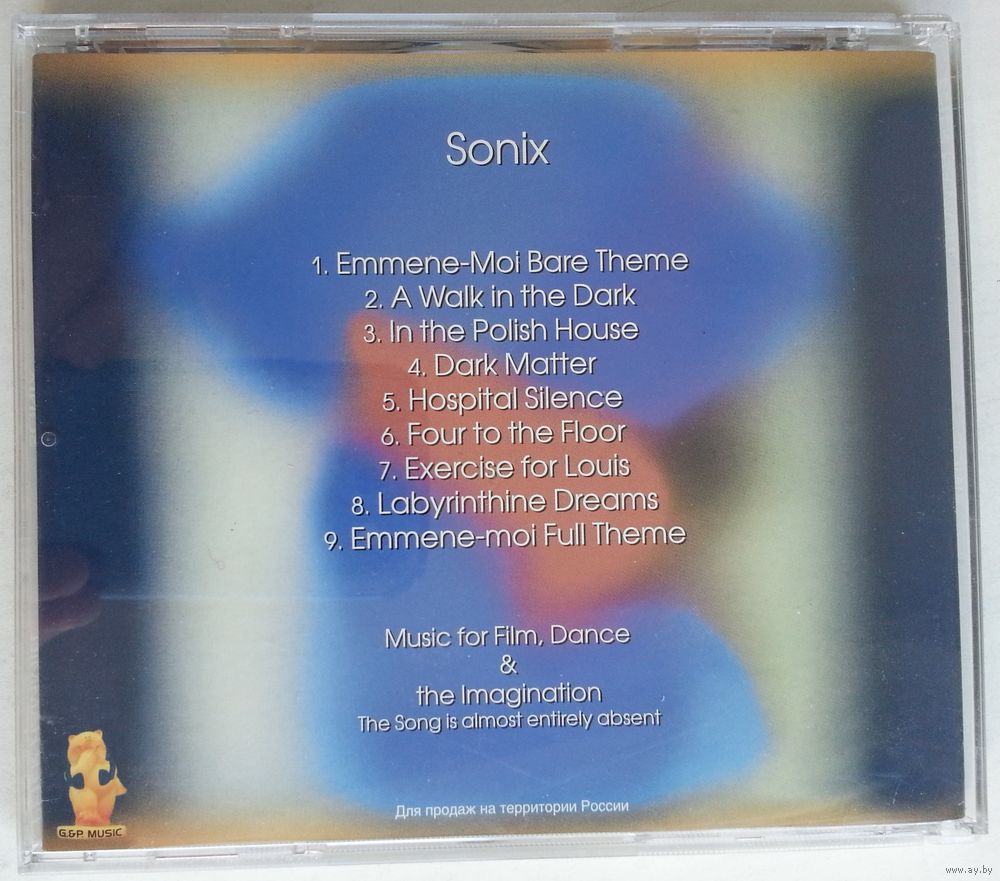 Sonix
1. Emmene-Moi Bare Theme
2. A Walk in the Dark
3. In the Polish House
4. Dark Matter
5. Hospital Silence
6. Four to the Floor
7. Exercise for Louis
8. Labyrinthine Dreams
9. Emmene-moi Full Theme
Music for Film, Dance
&
the Imagination
The Song is almost entirely absent
Для продаж на территории России
G.&P. MUSIC
www.ay.by